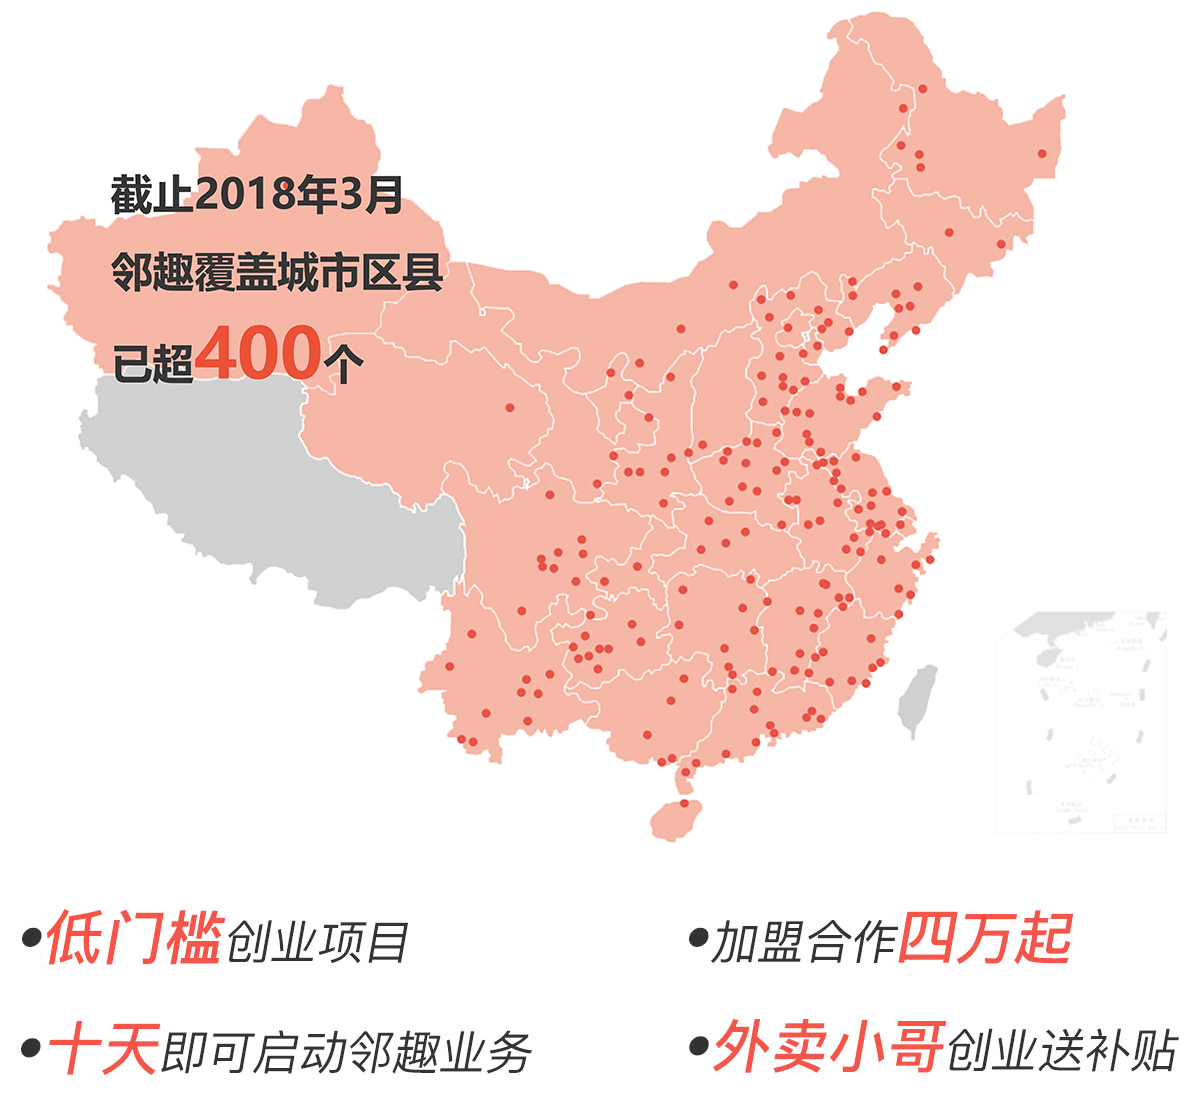 截止2018年3月
邻趣覆盖城市区县
已超400个
•低门槛创业项目
•加盟合作四万起
•十天即可启动邻趣业务
•外卖小哥创业送补贴